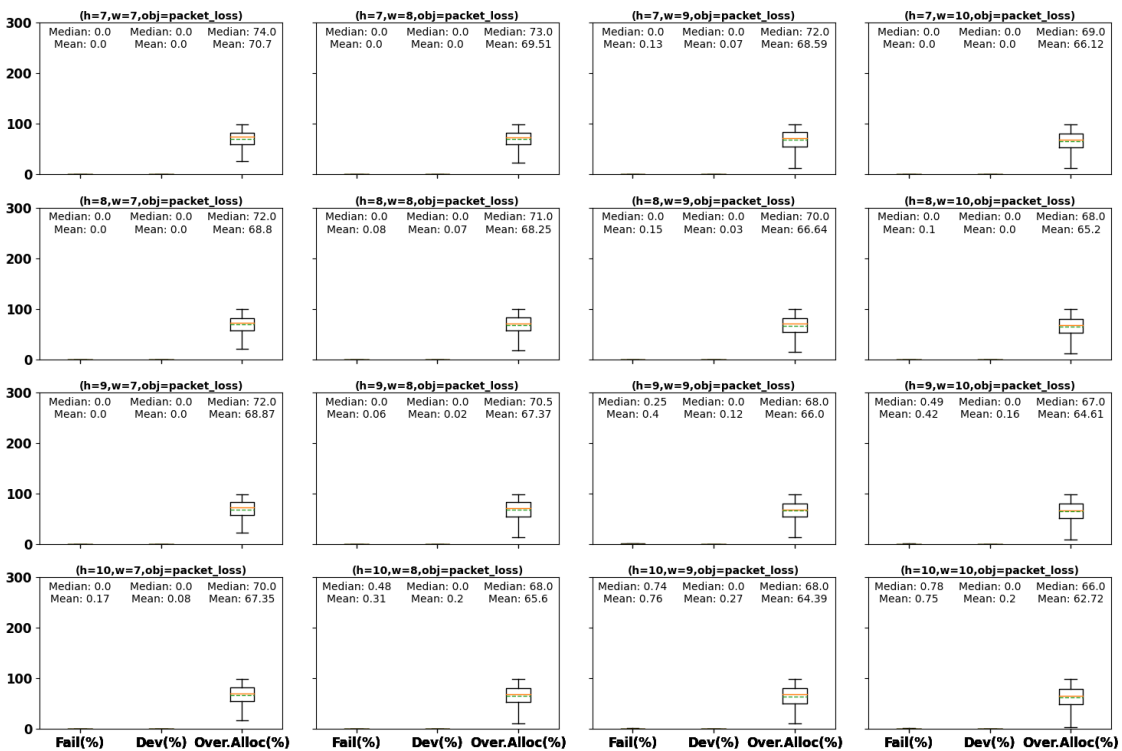 (h=7,w=7,obj=packet_loss) (h=7,w=8,obj=packet_loss) (h=7,w=9,obj=packet_loss) (h=7,w=10,obj=packet_loss)
300
Median: 0.0 Median: 0.0 Median: 74.0 Median: 0.0 Median: 0.0 Median: 73.0 Median: 0.0 Median: 0.0 Median: 72.0 Median: 0.0 Median: 0.0 Median: 69.0
Mean: 0.0 Mean: 0.0 Mean: 70.7 Mean: 0.0 Mean: 0.0 Mean: 69.51 Mean: 0.13 Mean: 0.07 Mean: 68.59 Mean: 0.0 Mean: 0.0 Mean: 66.12
200
100
0
(h=8,w=7,obj=packet_loss) (h=8,w=8,obj=packet_loss) (h=8,w=9,obj=packet_loss) (h=8,w=10,obj=packet_loss)
300
Median: 0.0 Median: 0.0 Median: 72.0 Median: 0.0 Median: 0.0 Median: 71.0 Median: 0.0 Median: 0.0 Median: 70.0 Median: 0.0 Median: 0.0 Median: 68.0
Mean: 0.0 Mean: 0.0 Mean: 68.8 Mean: 0.08 Mean: 0.07 Mean: 68.25 Mean: 0.15 Mean: 0.03 Mean: 66.64 Mean: 0.1 Mean: 0.0 Mean: 65.2
200
100
0
(h=9,w=7,obj=packet_loss) (h=9,w=8,obj=packet_loss) (h=9,w=9,obj=packet_loss) (h=9,w=10,obj=packet_loss)
300
Median: 0.0 Median: 0.0 Median: 72.0 Median: 0.0 Median: 0.0 Median: 70.5 Median: 0.25 Median: 0.0 Median: 68.0 Median: 0.49 Median: 0.0 Median: 67.0
Mean: 0.0 Mean: 0.0 Mean: 68.87 Mean: 0.06 Mean: 0.02 Mean: 67.37 Mean: 0.4 Mean: 0.12 Mean: 66.0 Mean: 0.42 Mean: 0.16 Mean: 64.61
200
100
0
(h=10,w=7,obj=packet_loss) (h=10,w=8,obj=packet_loss) (h=10,w=9,obj=packet_loss) (h=10,w=10,obj=packet_loss)
300
Median: 0.0 Median: 0.0 Median: 70.0 Median: 0.48 Median: 0.0 Median: 68.0 Median: 0.74 Median: 0.0 Median: 68.0 Median: 0.78 Median: 0.0 Median: 66.0
Mean: 0.17 Mean: 0.08 Mean: 67.35 Mean: 0.31 Mean: 0.2 Mean: 65.6 Mean: 0.76 Mean: 0.27 Mean: 64.39 Mean: 0.75 Mean: 0.2 Mean: 62.72
200
100
0
Fail(%) Dev(%) Over.Alloc(%) Fail(%) Dev(%) Over.Alloc(%) Fail(%) Dev(%) Over.Alloc(%) Fail(%) Dev(%) Over.Alloc(%)